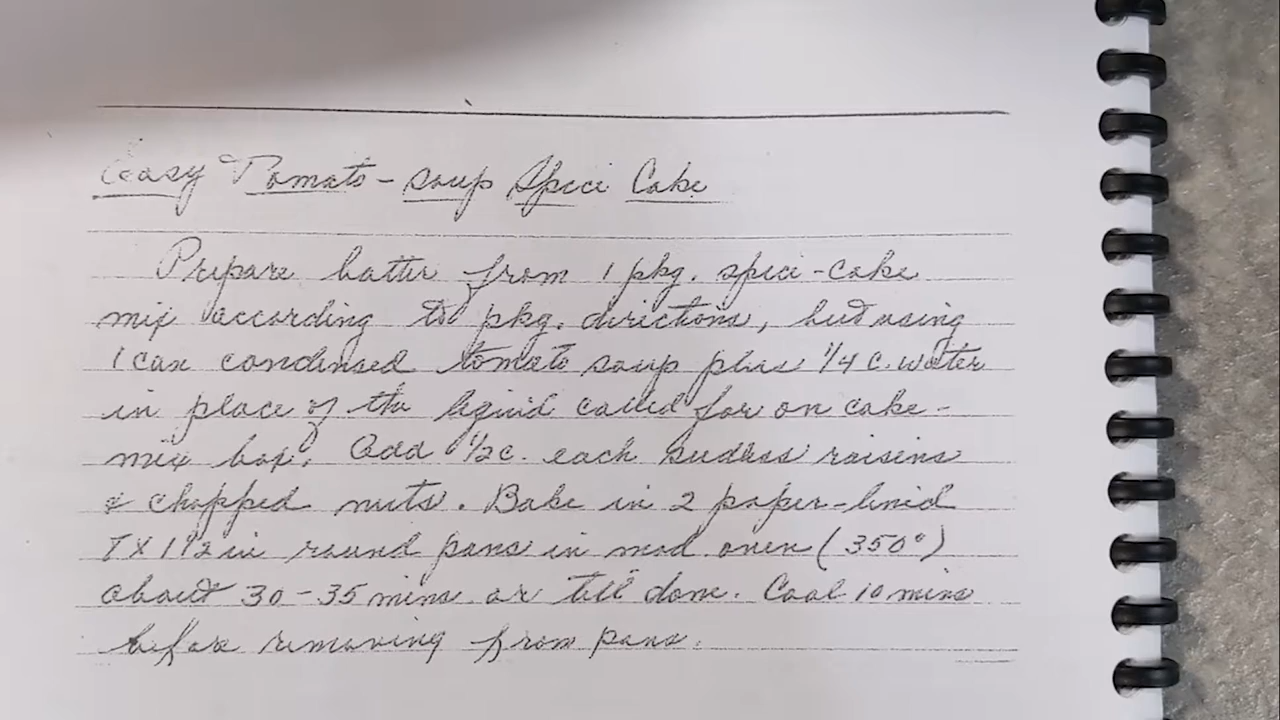 Easy Tomato-soup Spice Cake
Prepare batter from 1 pkg. spice-cake
mix according to pkg. directions, but using
1 can condensed tomato soup plus 1/4 c. water
in place of the liquid called for on cake-
mix box. Add 1/2 c. each seedless raisins
& chopped nuts. Bake in 2 paper-lined
7 X 1 1/2 in round pans in mod. oven (350°)
about 30-35 mins or till done. Cool 10 mins
before removing from pans.